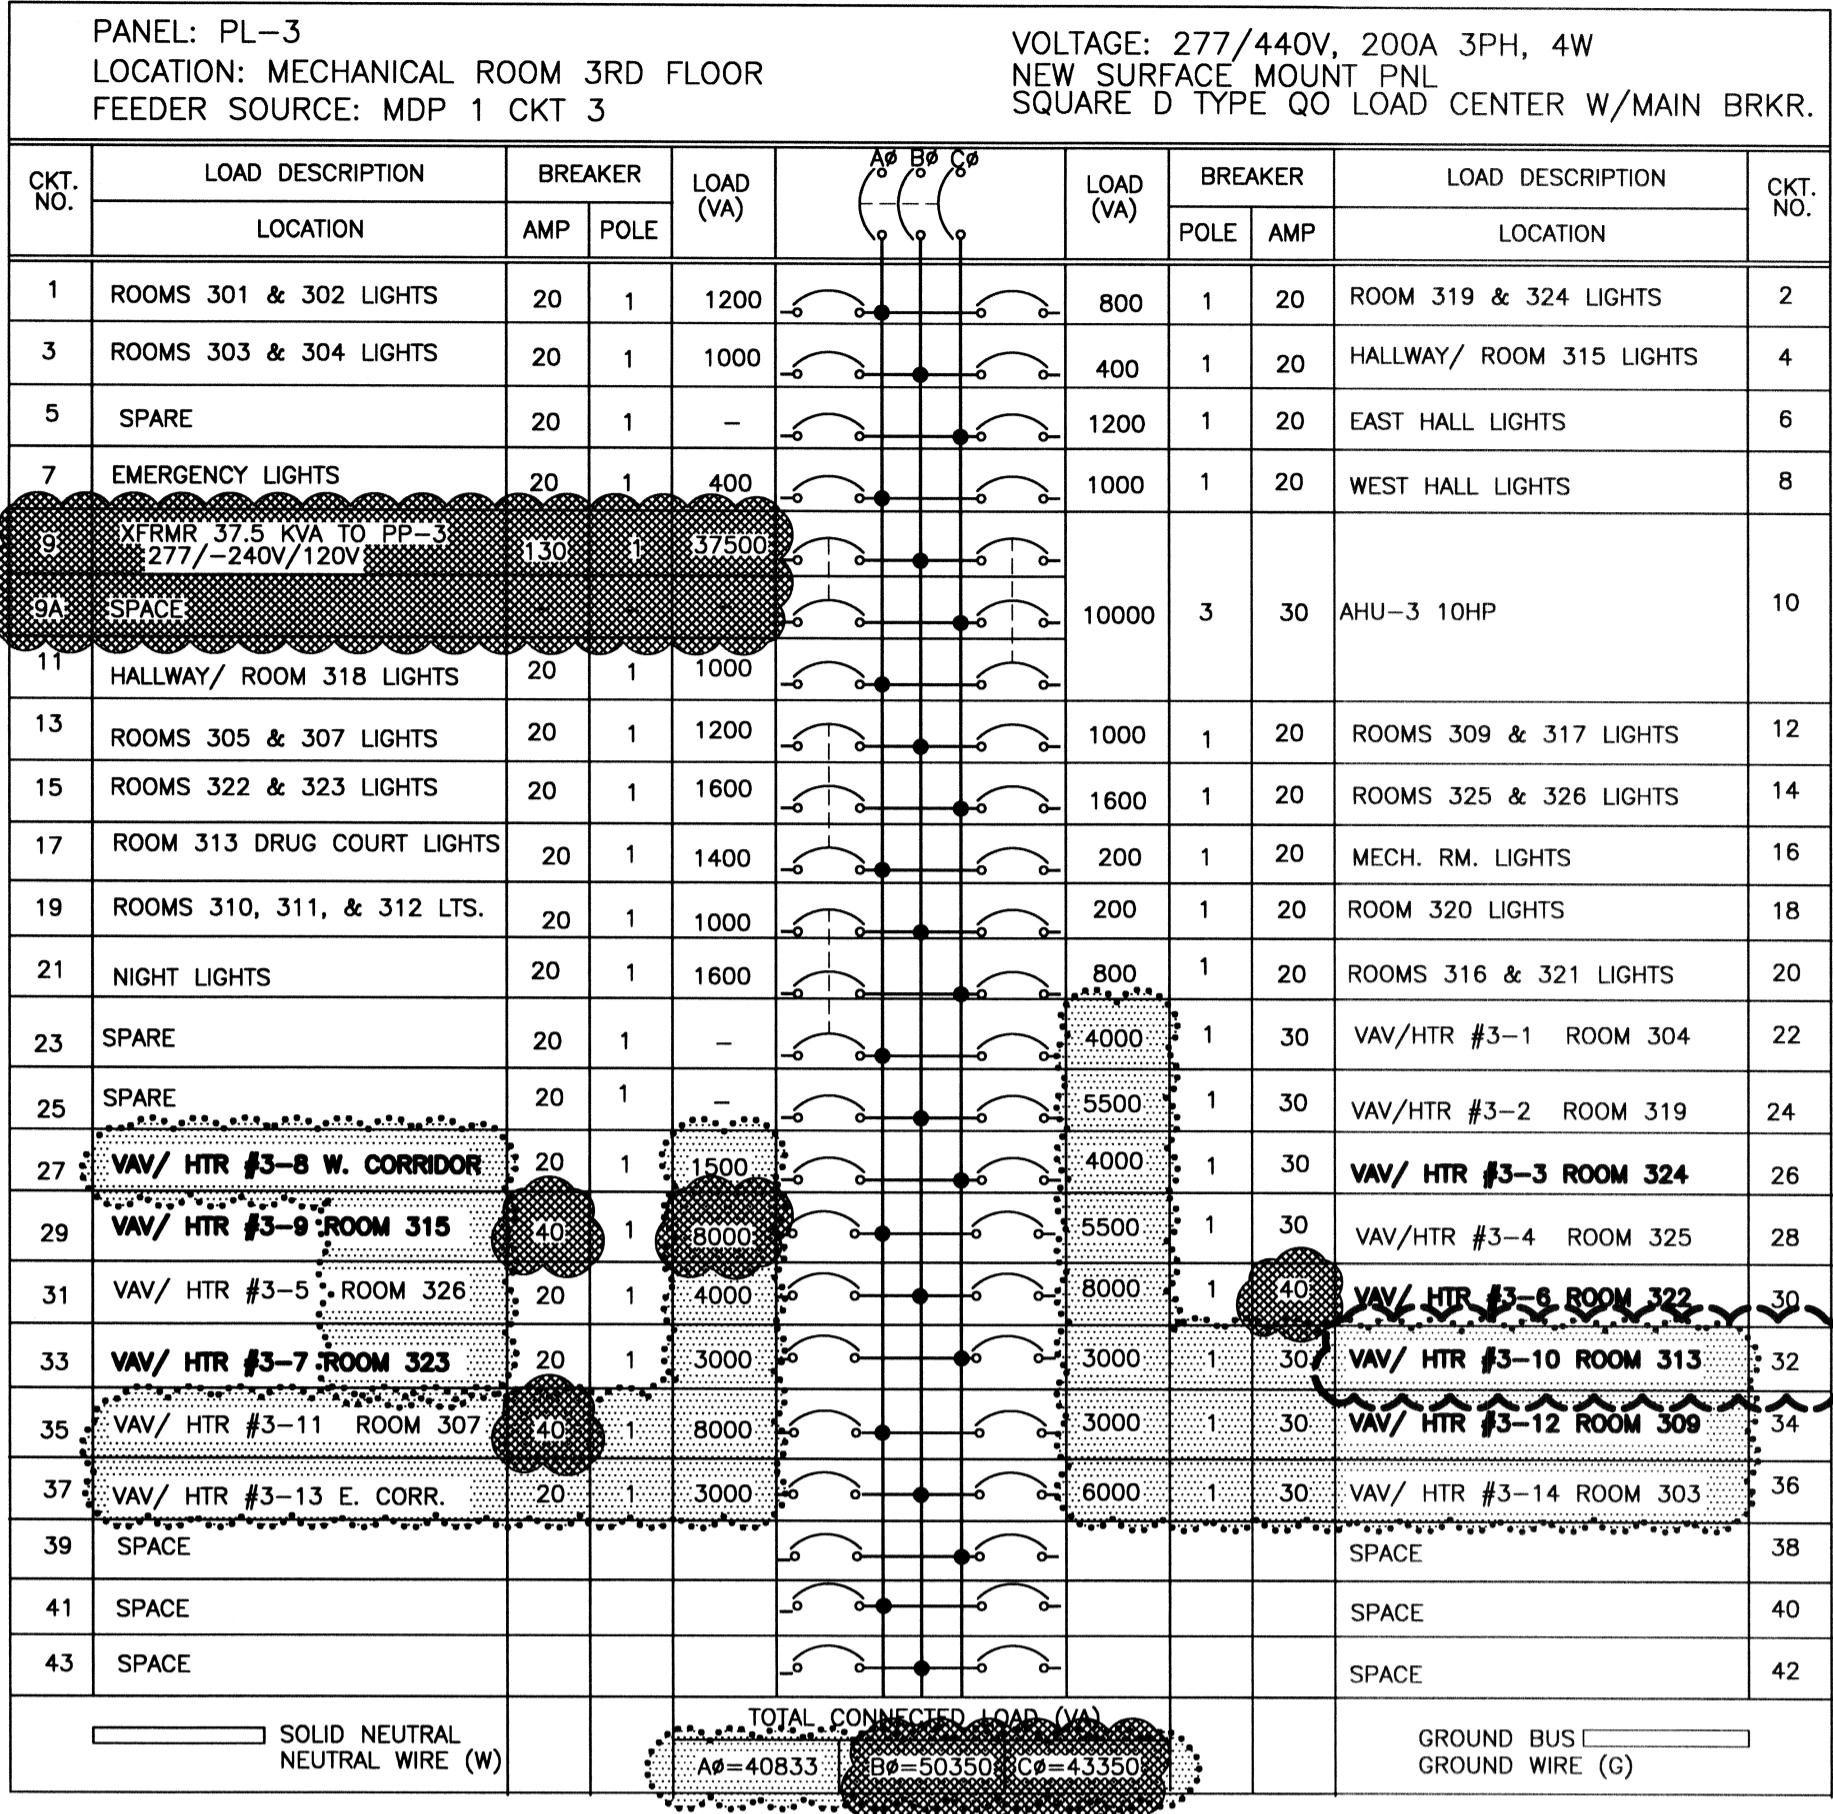 PANEL: PL-3
LOCATION: MECHANICAL ROOM 3RD FLOOR
FEEDER SOURCE: MDP 1 CKT 3
VOLTAGE: 277/440V, 200A 3PH, 4W
NEW SURFACE MOUNT PNL
SQUARE D TYPE QO LOAD CENTER W/MAIN BRKR.
CKT. NO. LOAD DESCRIPTION BREAKER LOAD (VA) AØ BØ CØ LOAD (VA) BREAKER LOAD DESCRIPTION CKT. NO.
LOCATION AMP POLE POLE AMP LOCATION
1 ROOMS 301 & 302 LIGHTS 20 1 1200 800 1 20 ROOM 319 & 324 LIGHTS 2
3 ROOMS 303 & 304 LIGHTS 20 1 1000 400 1 20 HALLWAY/ ROOM 315 LIGHTS 4
5 SPARE 20 1 - 1200 1 20 EAST HALL LIGHTS 6
7 EMERGENCY LIGHTS 20 1 400 1000 1 20 WEST HALL LIGHTS 8
9 XFRMR 37.5 KVA TO PP-3 130 1 37500
277/-240V/120V
9A SPACE - - - 10000 3 30 AHU-3 10HP 10
11 HALLWAY/ ROOM 318 LIGHTS 20 1 1000
13 ROOMS 305 & 307 LIGHTS 20 1 1200 1000 1 20 ROOMS 309 & 317 LIGHTS 12
15 ROOMS 322 & 323 LIGHTS 20 1 1600 1600 1 20 ROOMS 325 & 326 LIGHTS 14
17 ROOM 313 DRUG COURT LIGHTS 20 1 1400 200 1 20 MECH. RM. LIGHTS 16
19 ROOMS 310, 311, & 312 LTS. 20 1 1000 200 1 20 ROOM 320 LIGHTS 18
21 NIGHT LIGHTS 20 1 1600 800 1 20 ROOMS 316 & 321 LIGHTS 20
23 SPARE 20 1 - 4000 1 30 VAV/HTR #3-1 ROOM 304 22
25 SPARE 20 1 - 5500 1 30 VAV/HTR #3-2 ROOM 319 24
27 VAV/ HTR #3-8 W. CORRIDOR 20 1 1500 4000 1 30 VAV/ HTR #3-3 ROOM 324 26
29 VAV/ HTR #3-9 ROOM 315 40 1 8000 5500 1 30 VAV/HTR #3-4 ROOM 325 28
31 VAV/ HTR #3-5 ROOM 326 20 1 4000 8000 1 40 VAV/ HTR #3-6 ROOM 322 30
33 VAV/ HTR #3-7 ROOM 323 20 1 3000 3000 1 30 VAV/ HTR #3-10 ROOM 313 32
35 VAV/ HTR #3-11 ROOM 307 40 1 8000 3000 1 30 VAV/ HTR #3-12 ROOM 309 34
37 VAV/ HTR #3-13 E. CORR. 20 1 3000 6000 1 30 VAV/ HTR #3-14 ROOM 303 36
39 SPACE SPACE 38
41 SPACE SPACE 40
43 SPACE SPACE 42
TOTAL CONNECTED LOAD (VA)
SOLID NEUTRAL
NEUTRAL WIRE (W)
AØ=40833 BØ=50350 CØ=43350
GROUND BUS
GROUND WIRE (G)